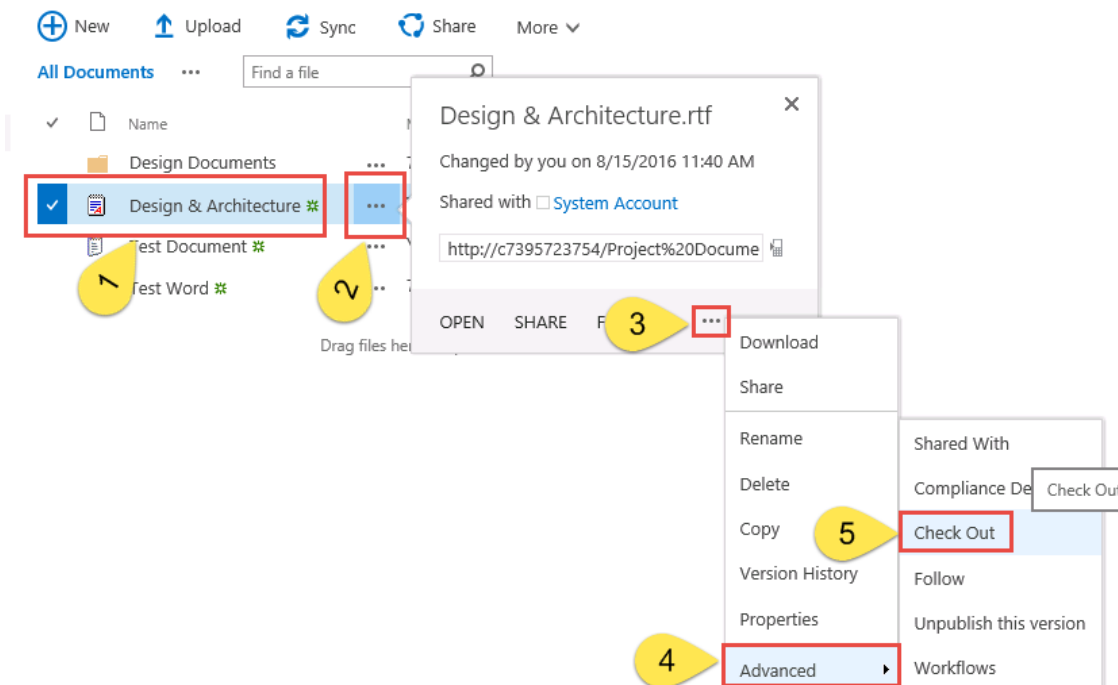 New Upload Sync Share More
All Documents ••• Find a file
Name
Design Documents •••
Design & Architecture •••
Test Document •••
Test Word
Drag files her
1
2
Design & Architecture.rtf
Changed by you on 8/15/2016 11:40 AM
Shared with System Account
http://c7395723754/Project%20Docume
OPEN SHARE F 3 •••
Download
Share
Rename
Delete
Copy
Version History
Properties
4 Advanced
Shared With
Compliance De
Check Out
5 Check Out
Follow
Unpublish this version
Workflows